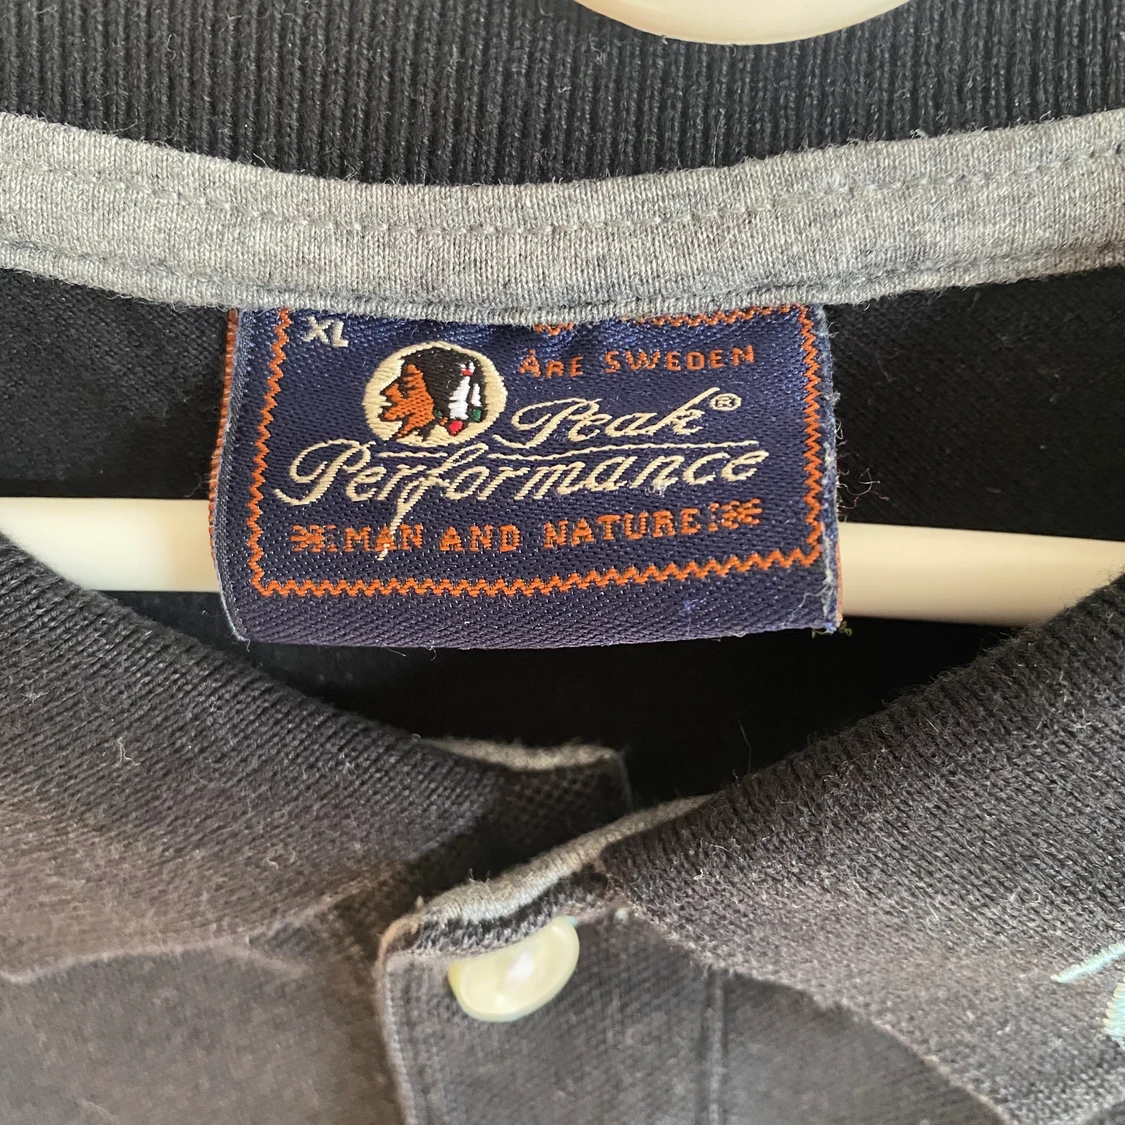 XL
ÅRE SWEDEN
Peak®
Performance
MAN AND NATURE